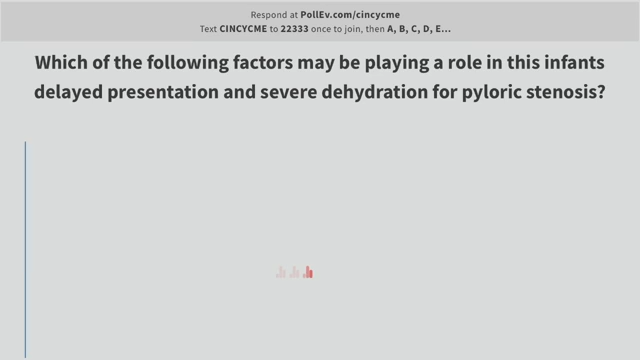 Respond at PollEv.com/cincycme
Text CINCYCME to 22333 once to join, then A, B, C, D, E...
Which of the following factors may be playing a role in this infants
delayed presentation and severe dehydration for pyloric stenosis?